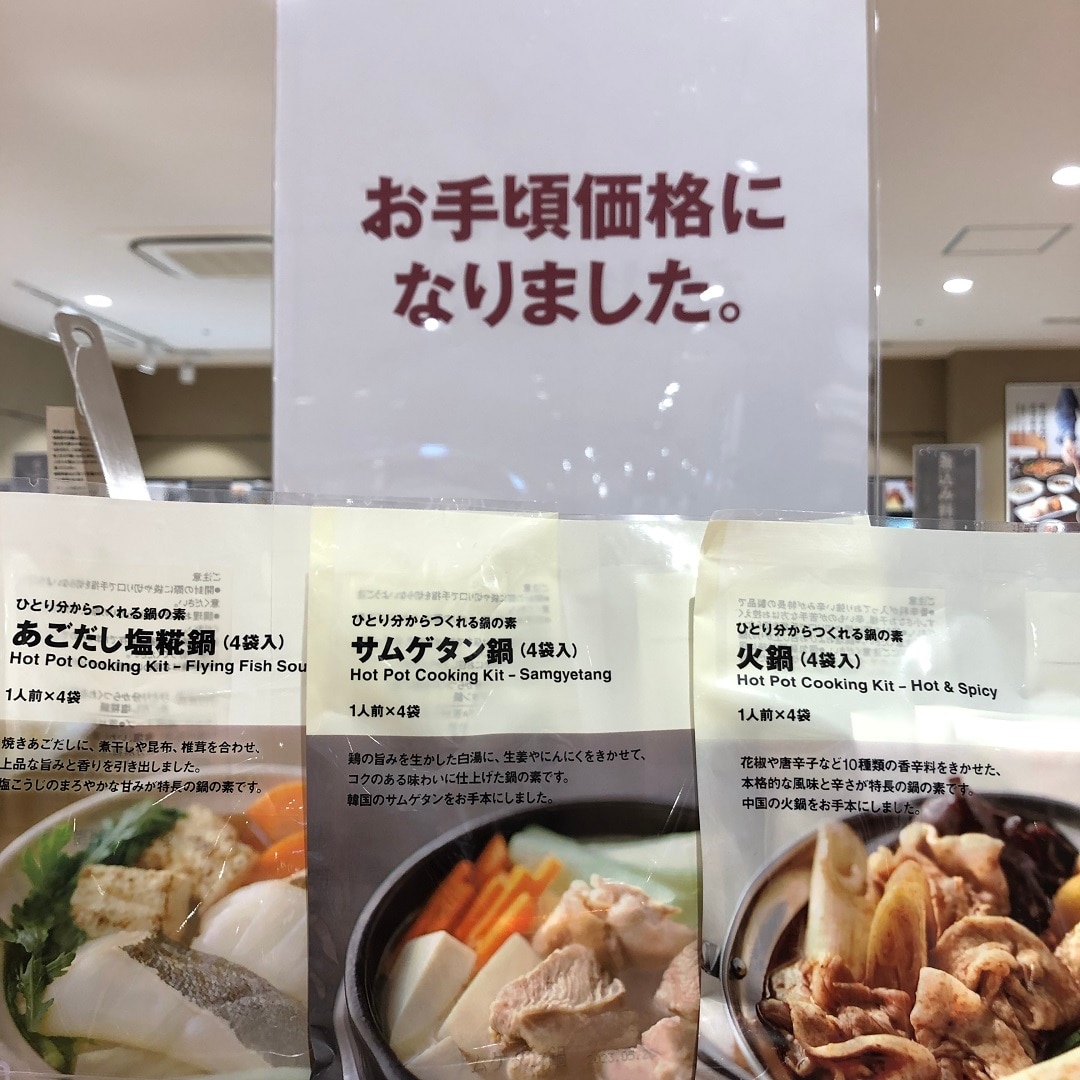 お手頃価格に
なりました。
ひとり分からつくれる鍋の素
あごだし塩糀鍋(4袋入)
Hot Pot Cooking Kit – Flying Fish Sou
1人前×4袋
焼きあごだしに、煮干しや昆布、椎茸を合わせ、
上品な旨みと香りを引き出しました。
塩こうじのまろやかな甘みが特長の鍋の素です。
ひとり分からつくれる鍋の素
サムゲタン鍋(4袋入)
Hot Pot Cooking Kit – Samgyetang
1人前×4袋
鶏の旨みを生かした白湯に、生姜やにんにくをきかせて、
コクのある味わいに仕上げた鍋の素です。
韓国のサムゲタンをお手本にしました。
ひとり分からつくれる鍋の素
火鍋(4袋入)
Hot Pot Cooking Kit – Hot & Spicy
1人前×4袋
花椒や唐辛子など10種類の香辛料をきかせた、
本格的な風味と辛さが特長の鍋の素です。
中国の火鍋をお手本にしました。